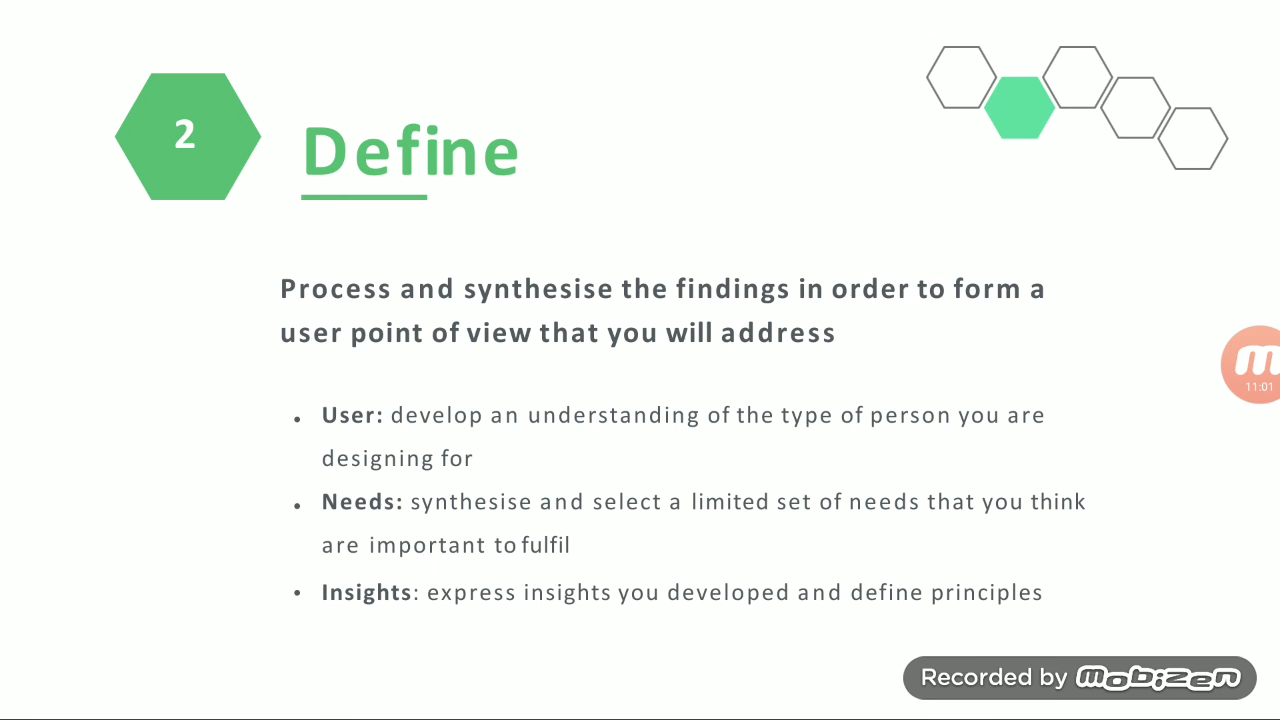 2
Define
Process and synthesise the findings in order to form a
user point of view that you will address
• User: develop an understanding of the type of person you are
designing for
• Needs: synthesise and select a limited set of needs that you think
are important to fulfil
• Insights: express insights you developed and define principles
m
11:01
Recorded by mobizen